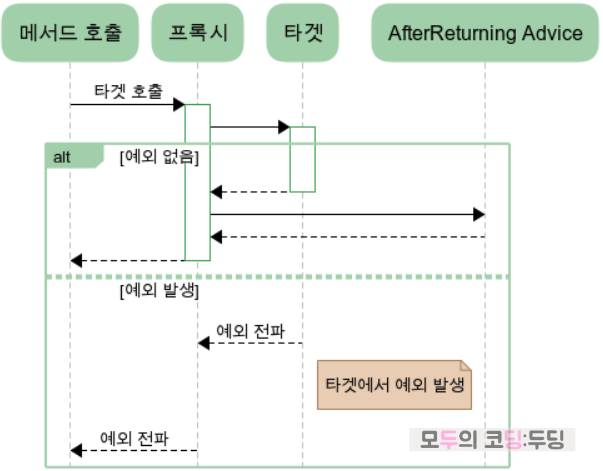 메서드 호출
프록시
타겟
AfterReturning Advice
타겟 호출
alt
[예외 없음]
[예외 발생]
예외 전파
타겟에서 예외 발생
모두의 코딩:두딩
예외 전파